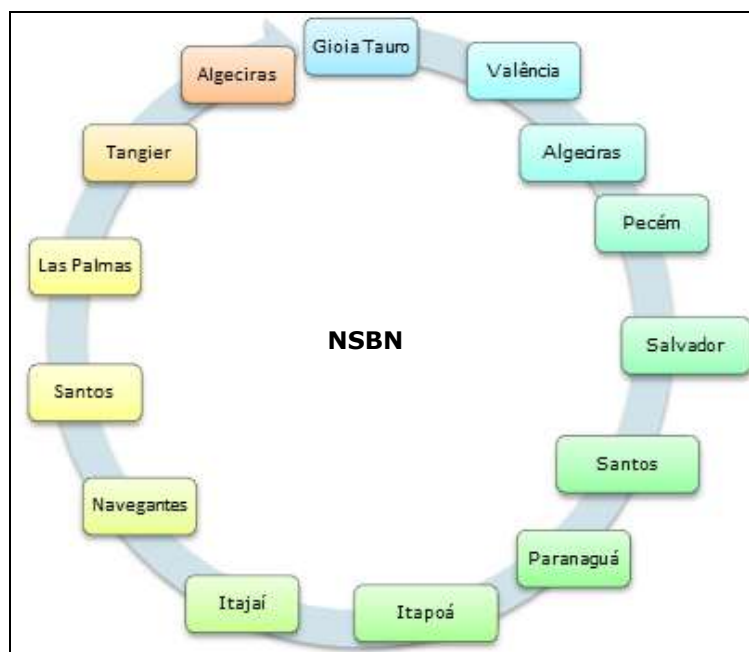 Gioia Tauro
Valência
Algeciras
Pecém
Salvador
Santos
Paranaguá
Itapoá
Itajaí
Navegantes
Santos
Las Palmas
Tangier
Algeciras
NSBN